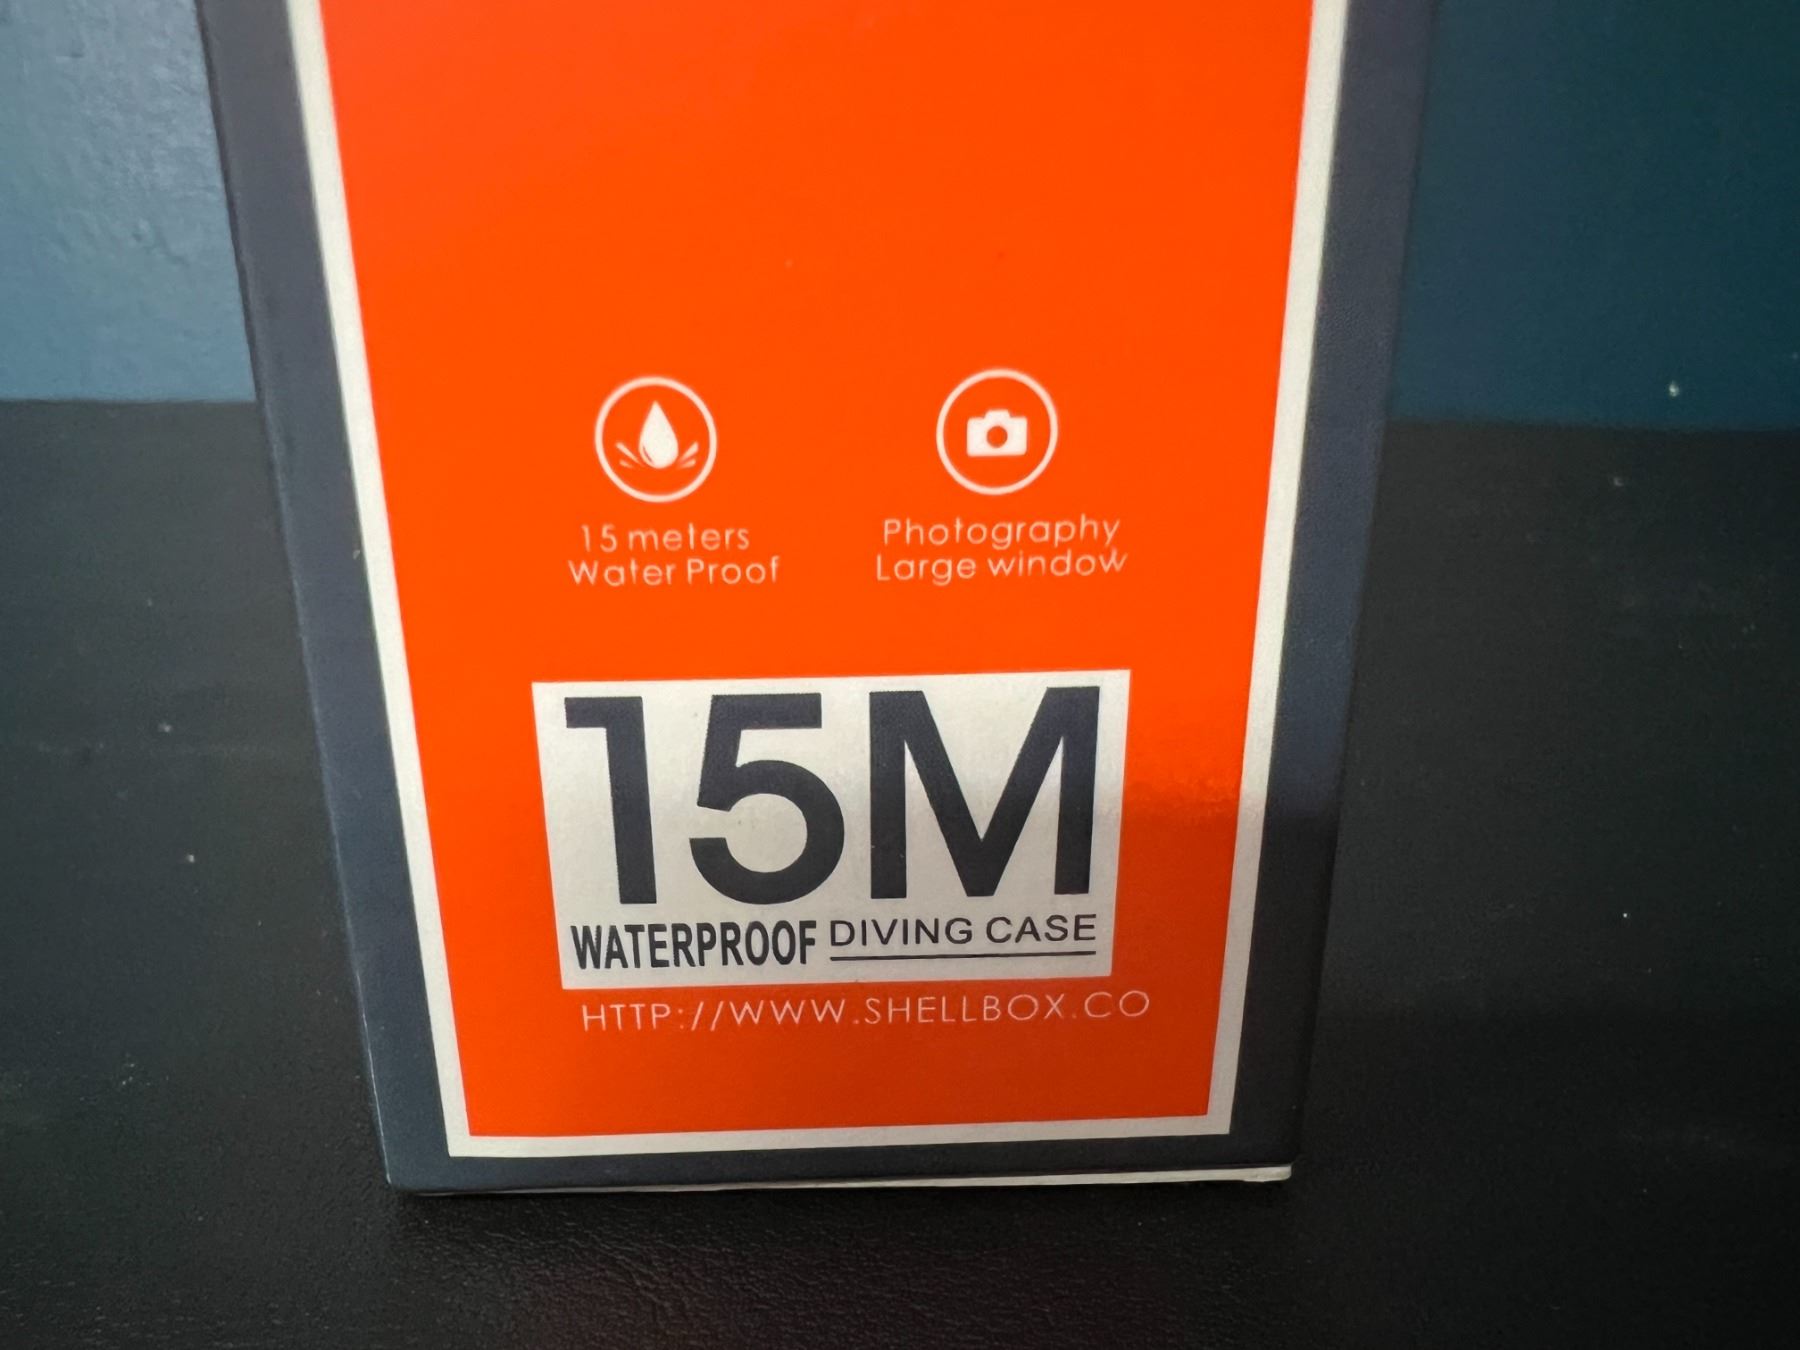 15 meters
Water Proof
Photography
Large window
15M
WATERPROOF DIVING CASE
HTTP://WWW.SHELLBOX.CO